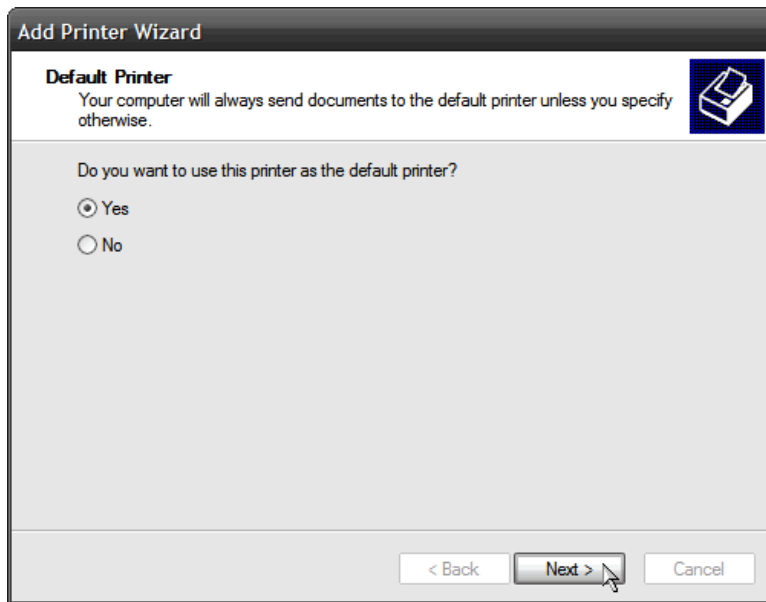 Add Printer Wizard
Default Printer
Your computer will always send documents to the default printer unless you specify
otherwise.
Do you want to use this printer as the default printer?
Yes
No
< Back
Next >
Cancel